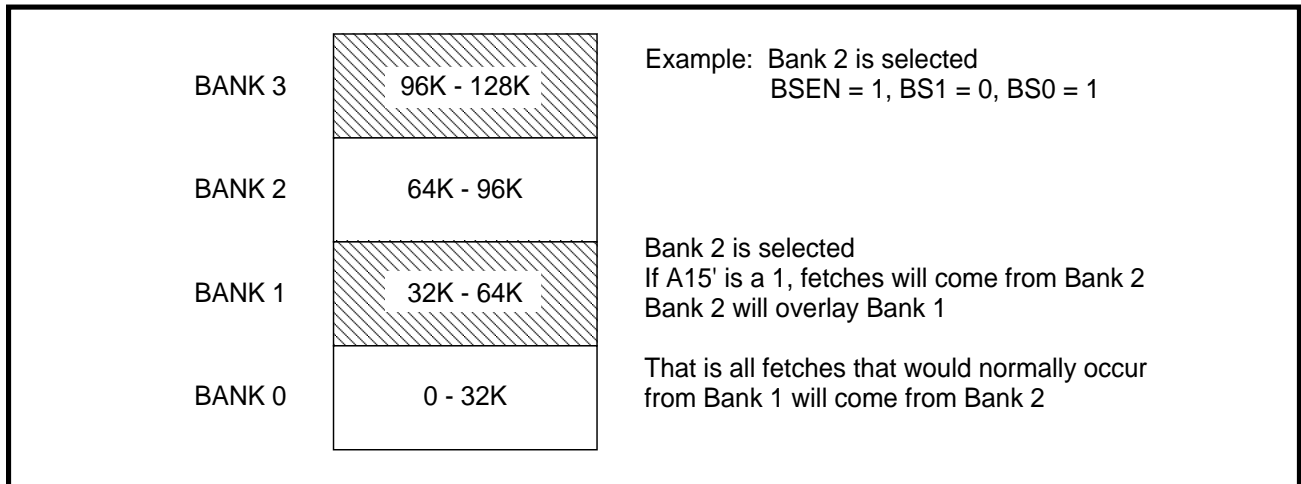 BANK 3
96K - 128K
Example: Bank 2 is selected
BSEN = 1, BS1 = 0, BS0 = 1
BANK 2
64K - 96K
BANK 1
32K - 64K
Bank 2 is selected
If A15' is a 1, fetches will come from Bank 2
Bank 2 will overlay Bank 1
BANK 0
0 - 32K
That is all fetches that would normally occur
from Bank 1 will come from Bank 2